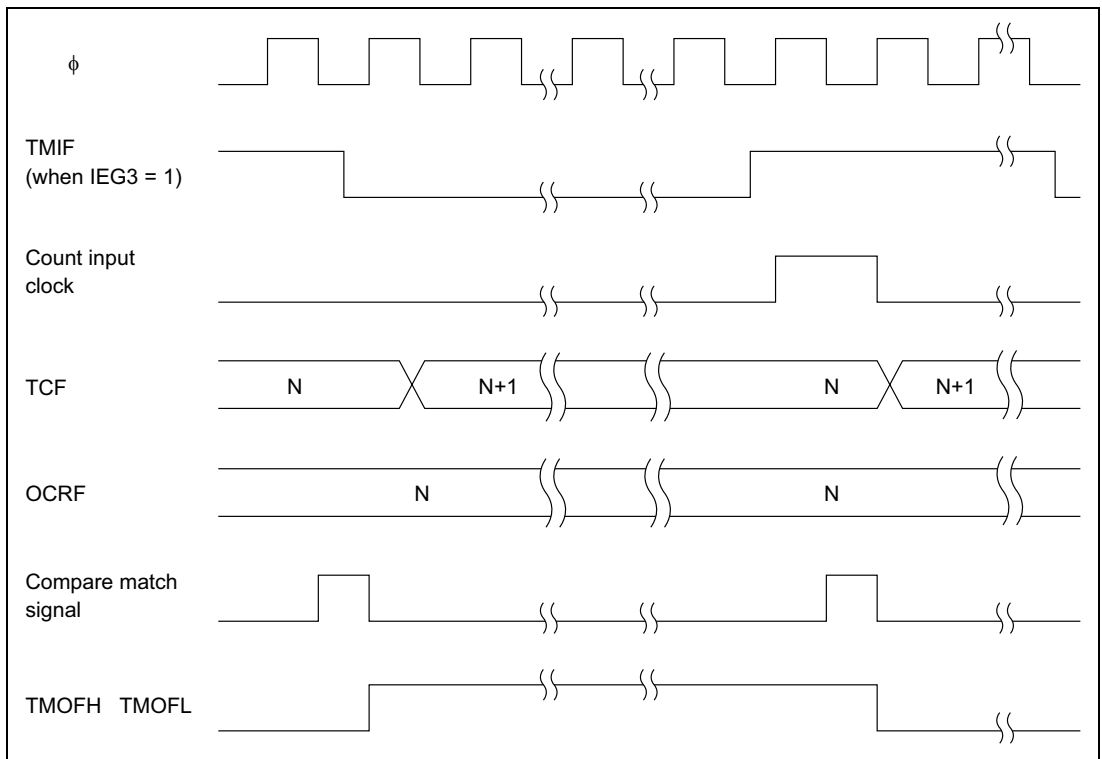 φ
TMIF
(when IEG3 = 1)
Count input
clock
TCF N N+1 N N+1
OCRF N N
Compare match
signal
TMOFH TMOFL